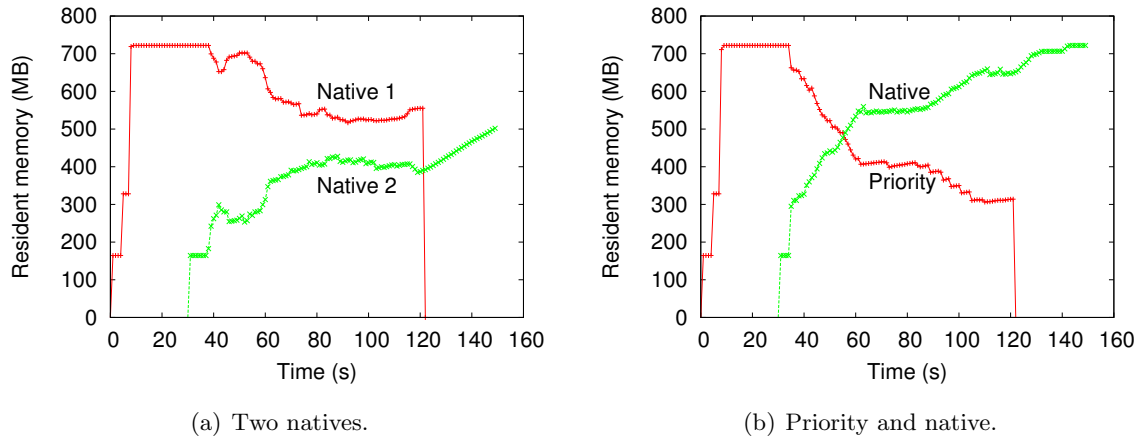 800
700
600
500
400
300
200
100
0
Resident memory (MB)
Native 1
Native 2
0 20 40 60 80 100 120 140 160
Time (s)
(a) Two natives.
800
700
600
500
400
300
200
100
0
Resident memory (MB)
Native
Priority
0 20 40 60 80 100 120 140 160
Time (s)
(b) Priority and native.